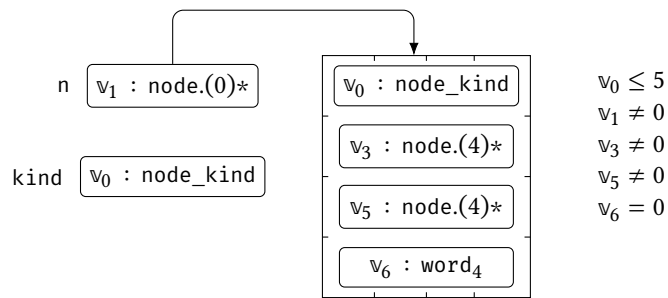 n 𝕧₁ : node.(0)*
kind 𝕧₀ : node_kind
𝕧₀ : node_kind
𝕧₃ : node.(4)*
𝕧₅ : node.(4)*
𝕧₆ : word₄
𝕧₀ ≤ 5
𝕧₁ ≠ 0
𝕧₃ ≠ 0
𝕧₅ ≠ 0
𝕧₆ = 0